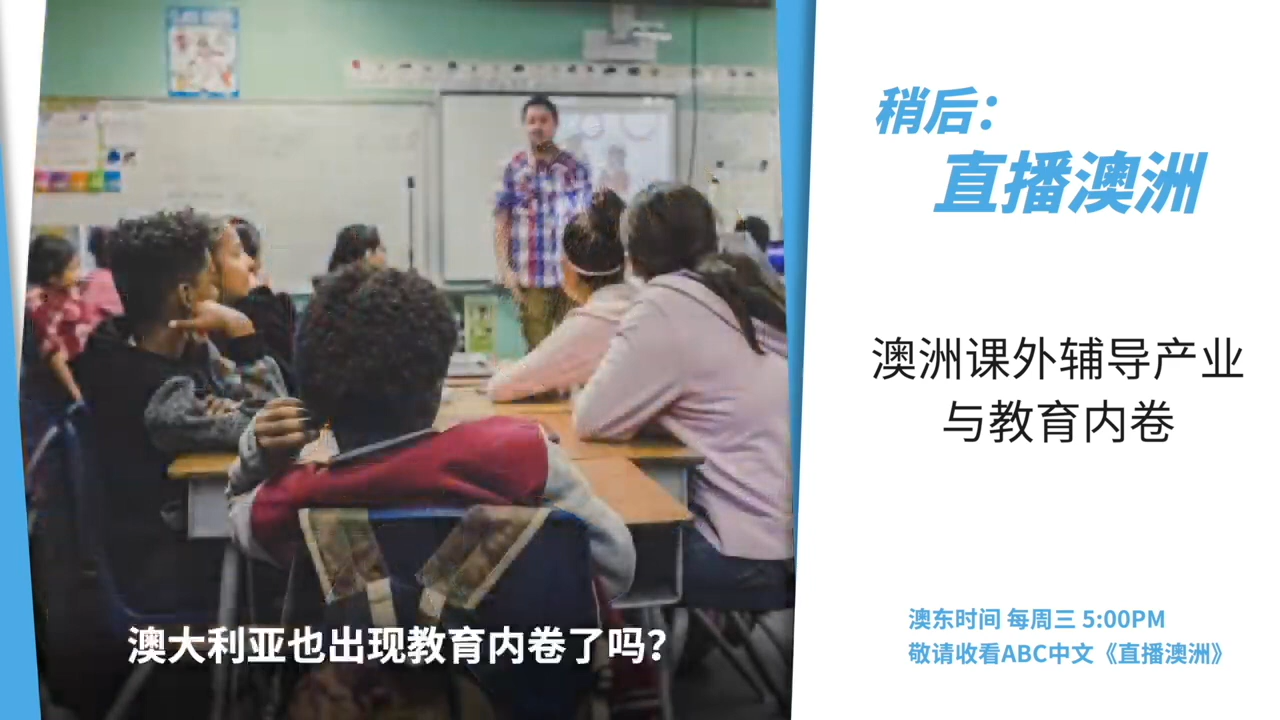 稍后：
直播澳洲
澳洲课外辅导产业
与教育内卷
澳大利亚也出现教育内卷了吗？
澳东时间 每周三 5:00PM
敬请收看ABC中文《直播澳洲》